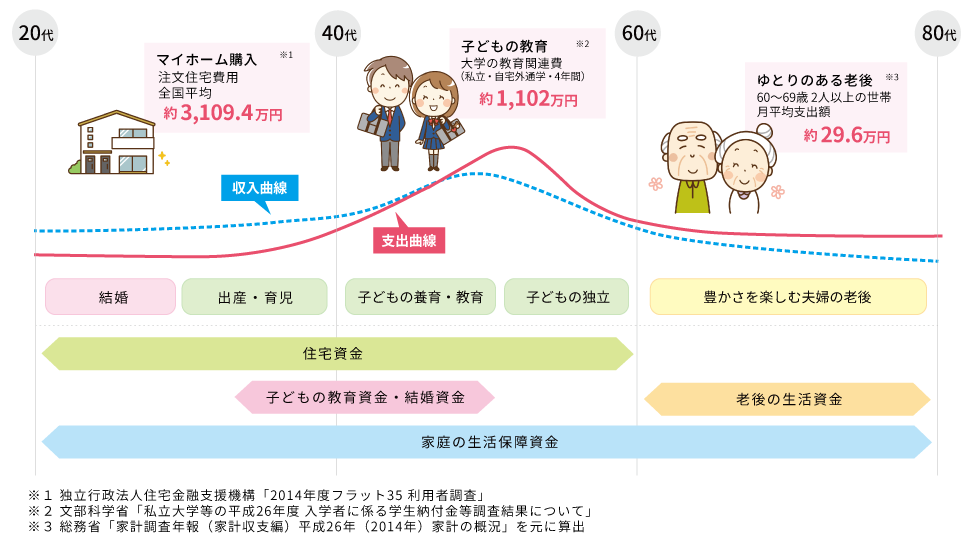 20代
40代
60代
80代
マイホーム購入 ※1
注文住宅費用
全国平均
約3,109.4万円
子どもの教育 ※2
大学の教育関連費
(私立・自宅外通学・4年間)
約1,102万円
ゆとりのある老後 ※3
60〜69歳 2人以上の世帯
月平均支出額
約29.6万円
収入曲線
支出曲線
結婚
出産・育児
子どもの養育・教育
子どもの独立
豊かさを楽しむ夫婦の老後
住宅資金
子どもの教育資金・結婚資金
老後の生活資金
家庭の生活保障資金
※1 独立行政法人住宅金融支援機構「2014年度フラット35 利用者調査」
※2 文部科学省「私立大学等の平成26年度 入学者に係る学生納付金等調査結果について」
※3 総務省「家計調査年報(家計収支編)平成26年(2014年)家計の概況」を元に算出